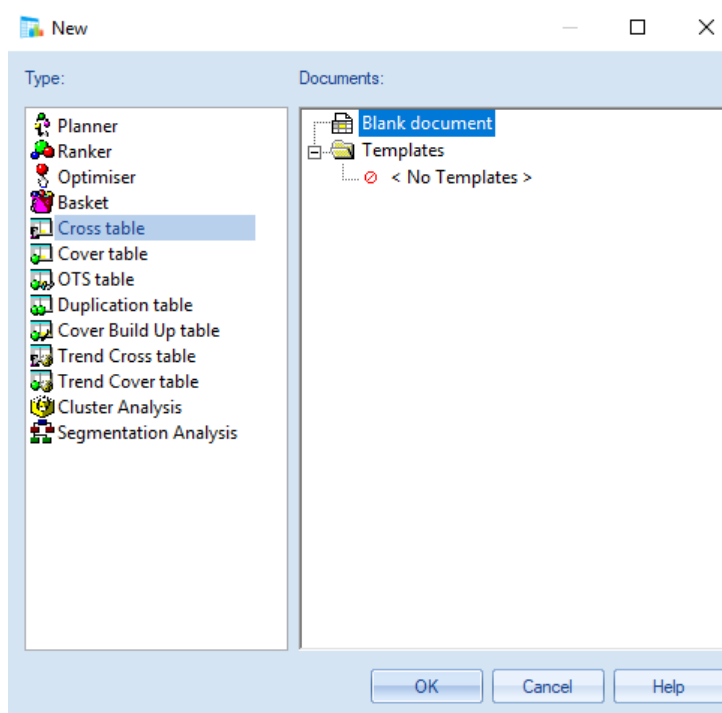 New
Type:
Documents:
Planner
Ranker
Optimiser
Basket
Cross table
Cover table
OTS table
Duplication table
Cover Build Up table
Trend Cross table
Trend Cover table
Cluster Analysis
Segmentation Analysis
Blank document
Templates
< No Templates >
OK
Cancel
Help